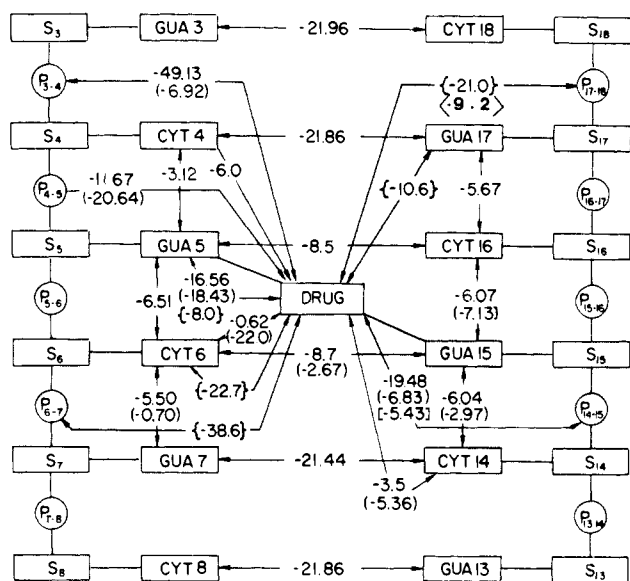 S3 GUA 3 -21.96 CYT 18 S18
P3-4 -49.13 {-21.0} P17-18
(-6.92) <-9.2>
S4 CYT 4 -21.86 GUA 17 S17
-3.12 -6.0 {-10.6} -5.67
P4-5 (-20.64) P16-17
S5 GUA 5 -8.5 CYT 16 S16
-16.56
P5-6 -6.51 (-18.43) DRUG -6.07 P15-16
{-8.0} (-7.13)
-0.62
(-22.0)
S6 CYT 6 -8.7 GUA 15 S15
(-2.67)
{-22.7} -19.48
-5.50 (-6.83) -6.04
P6-7 (-0.70) {-38.6} [-5.43] (-2.97) P14-15
S7 GUA 7 -21.44 CYT 14 S14
-3.5
P7-8 (-5.36) P13-14
S8 CYT 8 -21.86 GUA 13 S13